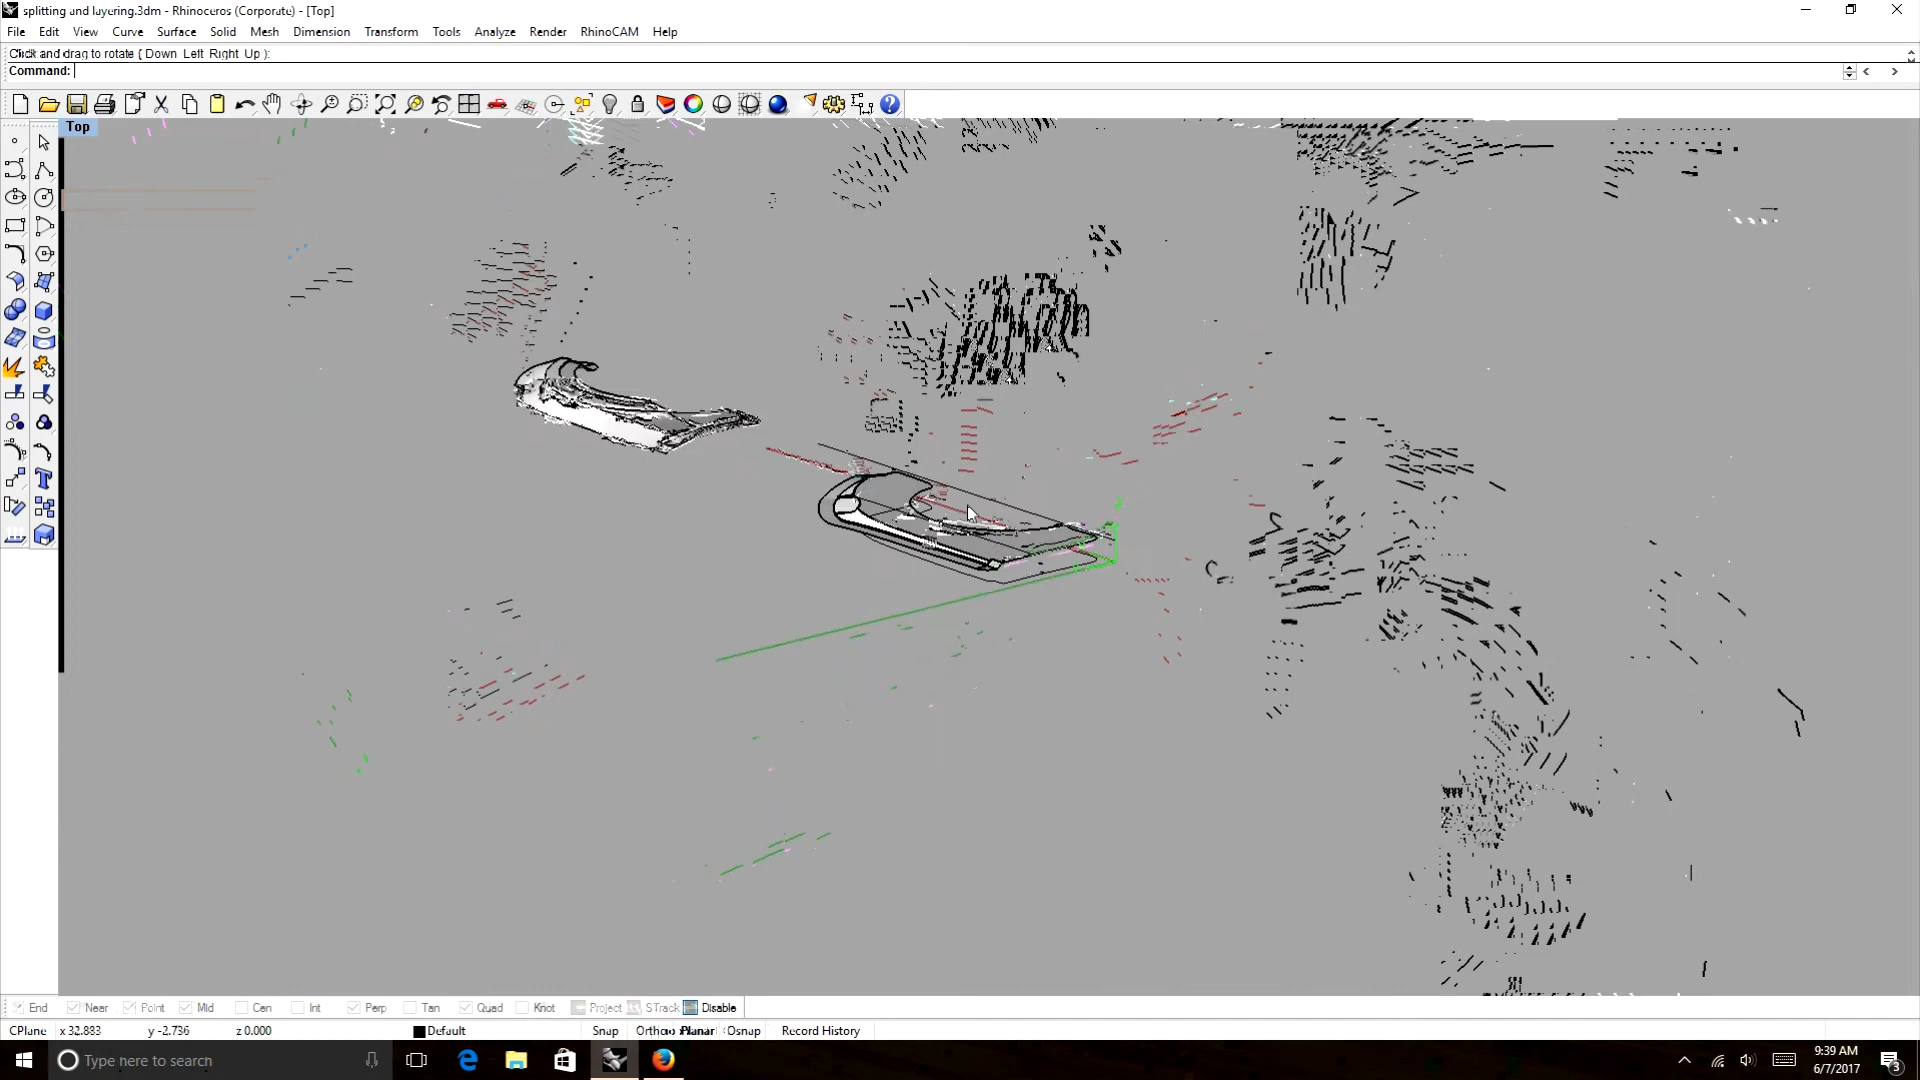 splitting and layering.3dm - Rhinoceros (Corporate) - [Top]
File Edit View Curve Surface Solid Mesh Dimension Transform Tools Analyze Render RhinoCAM Help
Click and drag to rotate ( Down Left Right Up ):
Command:
Top
End Near Point Mid Cen Int Perp Tan Quad Knot Project STrack Disable
CPlane x 32.883 y -2.736 z 0.000 Default Snap Ortho Planar Osnap Record History
Type here to search
9:39 AM
6/7/2017
3